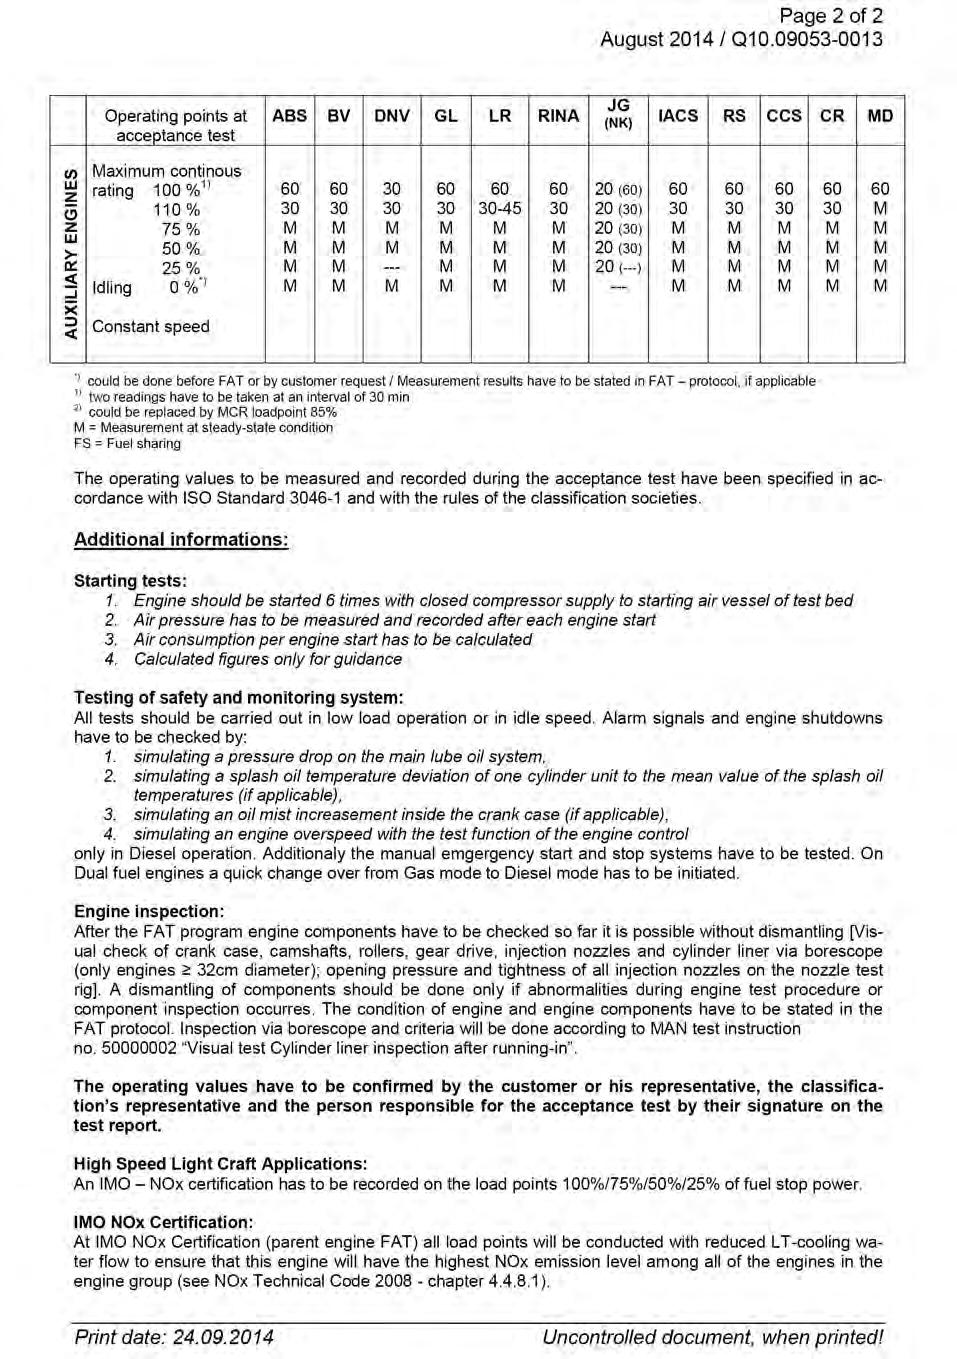 Page 2 of 2
August 2014 / Q10.09053-0013
Operating points at acceptance test ABS BV DNV GL LR RINA JG (NK) IACS RS CCS CR MD
AUXILIARY ENGINES
Maximum continous
rating 100 %1) 60 60 30 60 60 60 20 (60) 60 60 60 60 60
110 % 30 30 30 30 30-45 30 20 (30) 30 30 30 30 M
75 % M M M M M M 20 (30) M M M M M
50 % M M M M M M 20 (30) M M M M M
25 % M M --- M M M 20 (---) M M M M M
Idling 0 %*) M M M M M M --- M M M M M
Constant speed
*) could be done before FAT or by customer request / Measurement results have to be stated in FAT – protocol, if applicable
1) two readings have to be taken at an interval of 30 min
2) could be replaced by MCR loadpoint 85%
M = Measurement at steady-state condition
FS = Fuel sharing
The operating values to be measured and recorded during the acceptance test have been specified in ac-
cordance with ISO Standard 3046-1 and with the rules of the classification societies.
Additional informations:
Starting tests:
1. Engine should be started 6 times with closed compressor supply to starting air vessel of test bed
2. Air pressure has to be measured and recorded after each engine start
3. Air consumption per engine start has to be calculated
4. Calculated figures only for guidance
Testing of safety and monitoring system:
All tests should be carried out in low load operation or in idle speed. Alarm signals and engine shutdowns
have to be checked by:
1. simulating a pressure drop on the main lube oil system,
2. simulating a splash oil temperature deviation of one cylinder unit to the mean value of the splash oil
temperatures (if applicable),
3. simulating an oil mist increasement inside the crank case (if applicable),
4. simulating an engine overspeed with the test function of the engine control
only in Diesel operation. Additionaly the manual emgergency start and stop systems have to be tested. On
Dual fuel engines a quick change over from Gas mode to Diesel mode has to be initiated.
Engine inspection:
After the FAT program engine components have to be checked so far it is possible without dismantling [Vis-
ual check of crank case, camshafts, rollers, gear drive, injection nozzles and cylinder liner via borescope
(only engines ≥ 32cm diameter); opening pressure and tightness of all injection nozzles on the nozzle test
rig]. A dismantling of components should be done only if abnormalities during engine test procedure or
component inspection occurres. The condition of engine and engine components have to be stated in the
FAT protocol. Inspection via borescope and criteria will be done according to MAN test instruction
no. 50000002 “Visual test Cylinder liner inspection after running-in”.
The operating values have to be confirmed by the customer or his representative, the classifica-
tion’s representative and the person responsible for the acceptance test by their signature on the
test report.
High Speed Light Craft Applications:
An IMO – NOx certification has to be recorded on the load points 100%/75%/50%/25% of fuel stop power.
IMO NOx Certification:
At IMO NOx Certification (parent engine FAT) all load points will be conducted with reduced LT-cooling wa-
ter flow to ensure that this engine will have the highest NOx emission level among all of the engines in the
engine group (see NOx Technical Code 2008 - chapter 4.4.8.1).
Print date: 24.09.2014
Uncontrolled document, when printed!